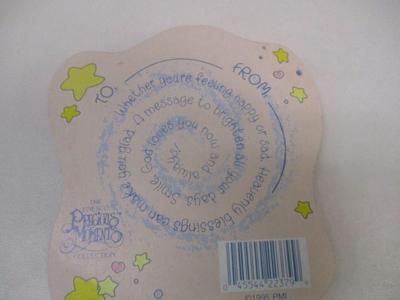 TO:
FROM:
Whether you're feeling happy or sad. Heavenly blessings can make you glad. A message to brighten all your days. Smile, God loves you now and always!
THE
ENESCO
PRECIOUS
MOMENTS
COLLECTION
0 45544 22379
©1995 PMI